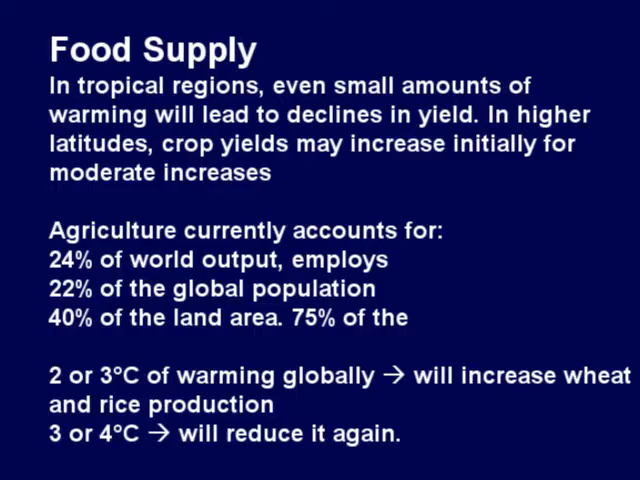 Food Supply
In tropical regions, even small amounts of
warming will lead to declines in yield. In higher
latitudes, crop yields may increase initially for
moderate increases
Agriculture currently accounts for:
24% of world output, employs
22% of the global population
40% of the land area. 75% of the
2 or 3°C of warming globally → will increase wheat
and rice production
3 or 4°C → will reduce it again.